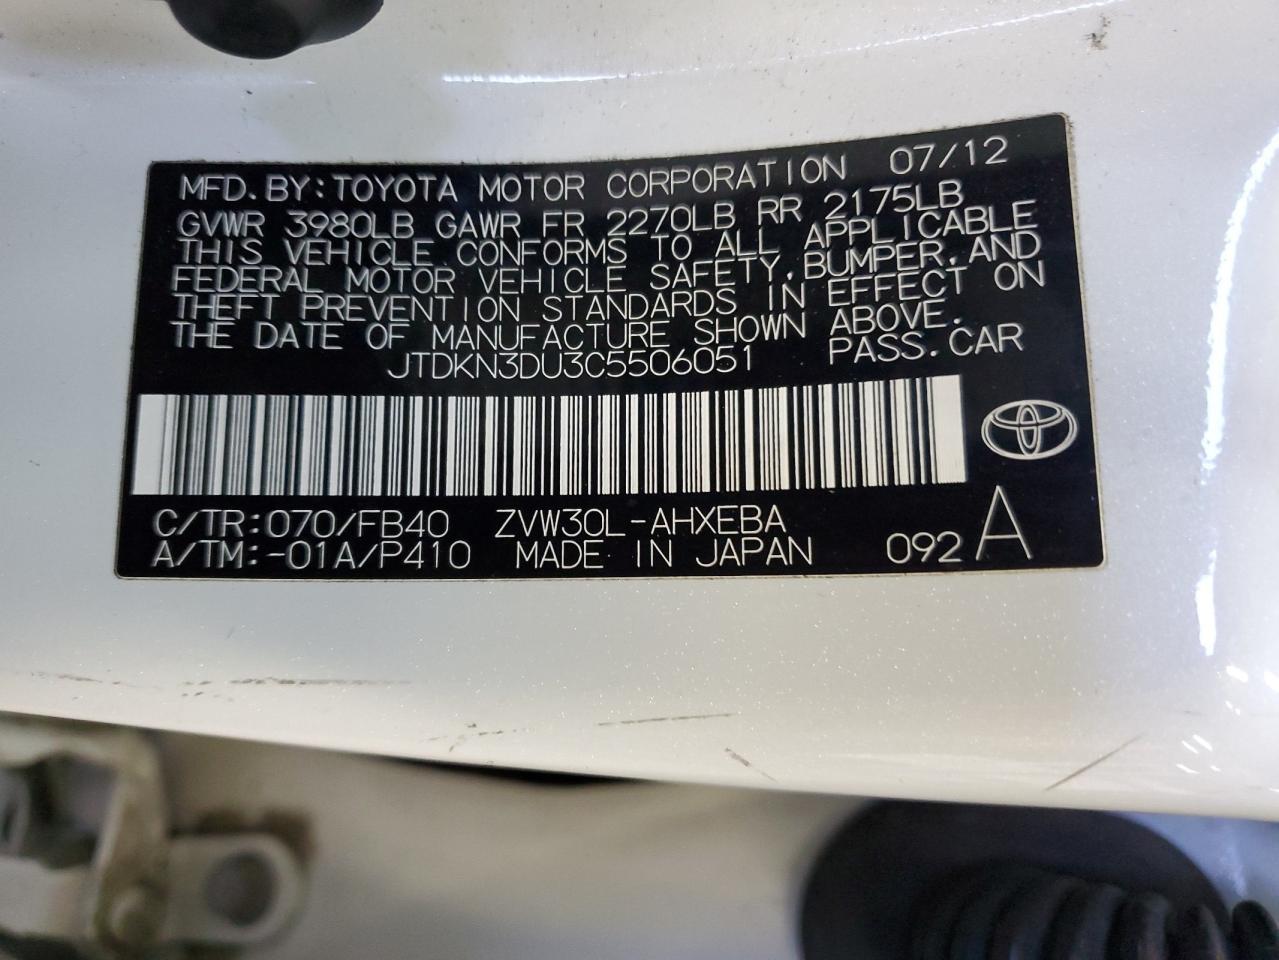 MFD. BY: TOYOTA MOTOR CORPORATION 07/12
GVWR 3980LB GAWR FR 2270LB RR 2175LB
THIS VEHICLE CONFORMS TO ALL APPLICABLE
FEDERAL MOTOR VEHICLE SAFETY, BUMPER, AND
THEFT PREVENTION STANDARDS IN EFFECT ON
THE DATE OF MANUFACTURE SHOWN ABOVE.
JTDKN3DU3C5506051 PASS. CAR
C/TR: 070/FB40 ZVW30L-AHXEBA
A/TM: -01A/P410 MADE IN JAPAN 092 A